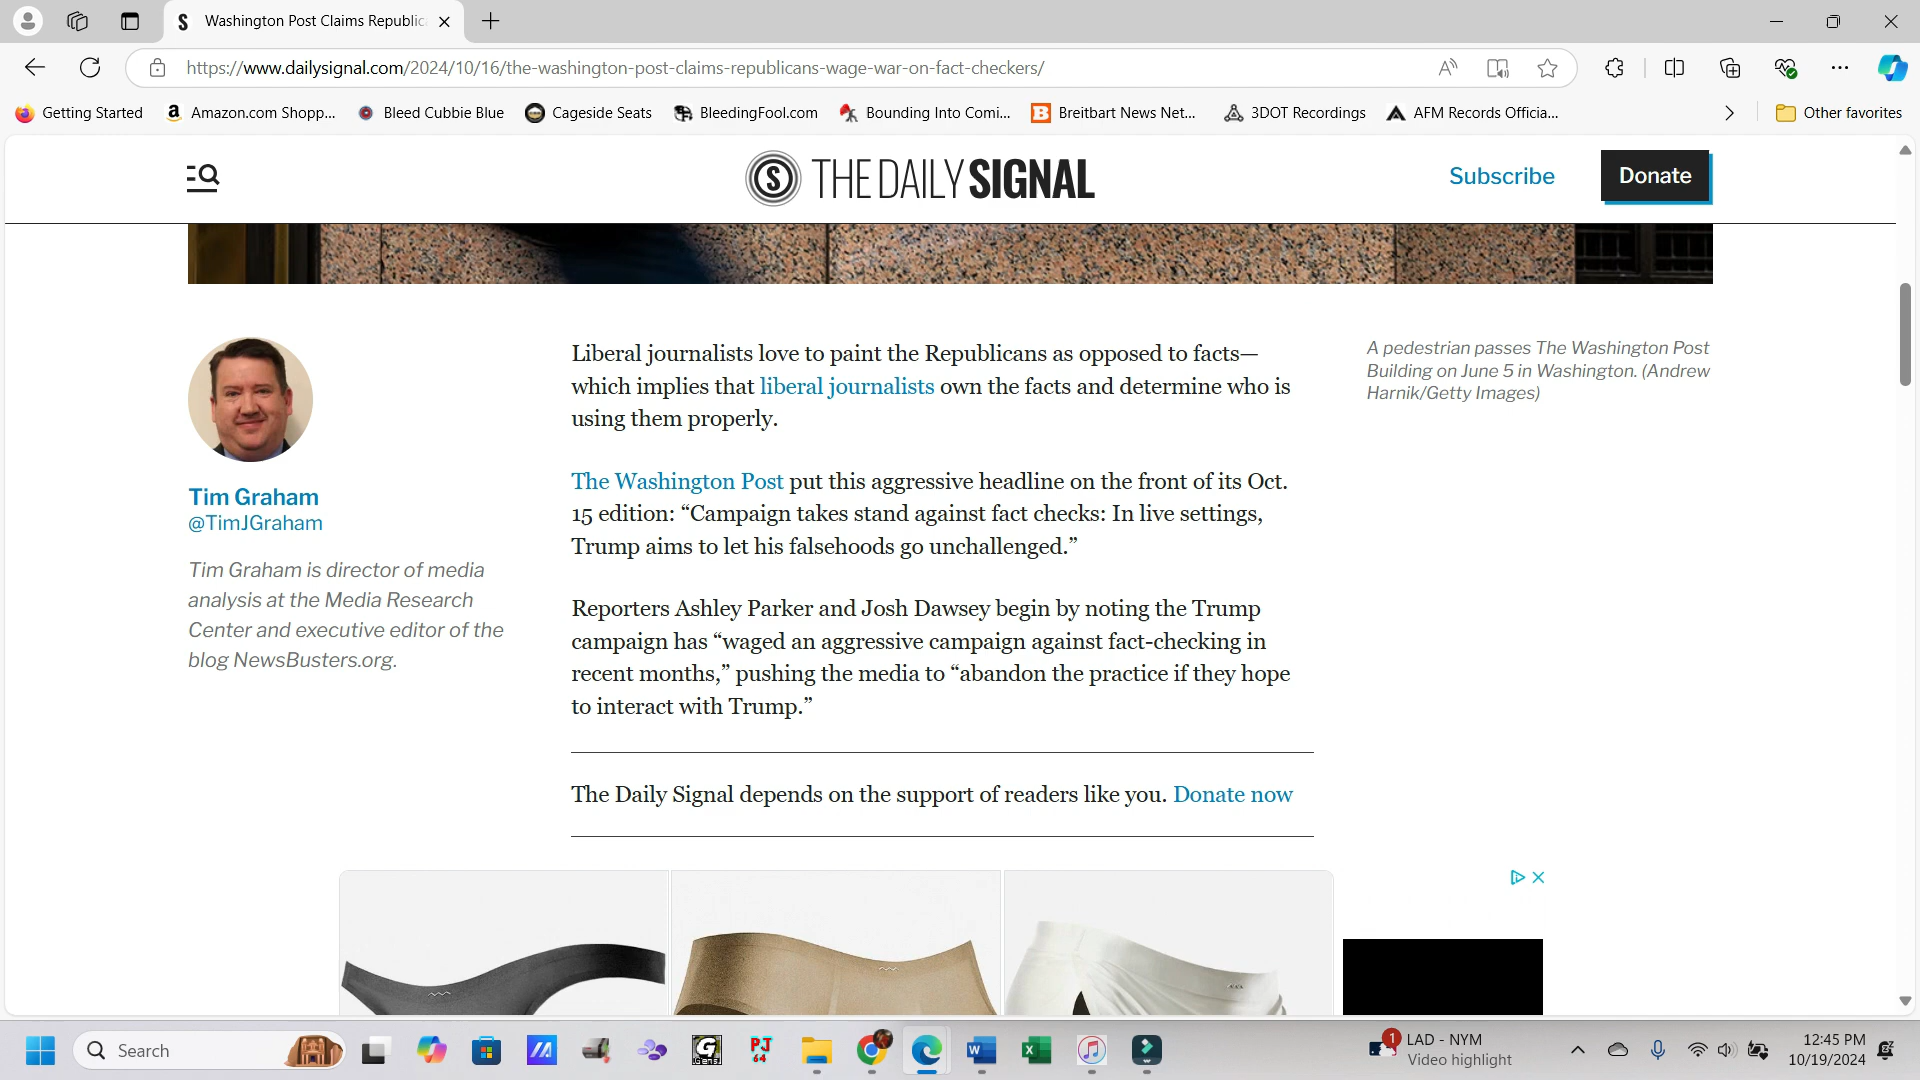 Washington Post Claims Republic
https://www.dailysignal.com/2024/10/16/the-washington-post-claims-republicans-wage-war-on-fact-checkers/
Getting Started
Amazon.com Shopp...
Bleed Cubbie Blue
Cageside Seats
BleedingFool.com
Bounding Into Comi...
Breitbart News Net...
3DOT Recordings
AFM Records Officia...
Other favorites
THE DAILY SIGNAL
Subscribe
Donate
Tim Graham
@TimJGraham
Tim Graham is director of media
analysis at the Media Research
Center and executive editor of the
blog NewsBusters.org.
Liberal journalists love to paint the Republicans as opposed to facts—
which implies that liberal journalists own the facts and determine who is
using them properly.
The Washington Post put this aggressive headline on the front of its Oct.
15 edition: “Campaign takes stand against fact checks: In live settings,
Trump aims to let his falsehoods go unchallenged.”
Reporters Ashley Parker and Josh Dawsey begin by noting the Trump
campaign has “waged an aggressive campaign against fact-checking in
recent months,” pushing the media to “abandon the practice if they hope
to interact with Trump.”
The Daily Signal depends on the support of readers like you. Donate now
A pedestrian passes The Washington Post
Building on June 5 in Washington. (Andrew
Harnik/Getty Images)
Search
PJ
64
1
LAD - NYM
Video highlight
12:45 PM
10/19/2024